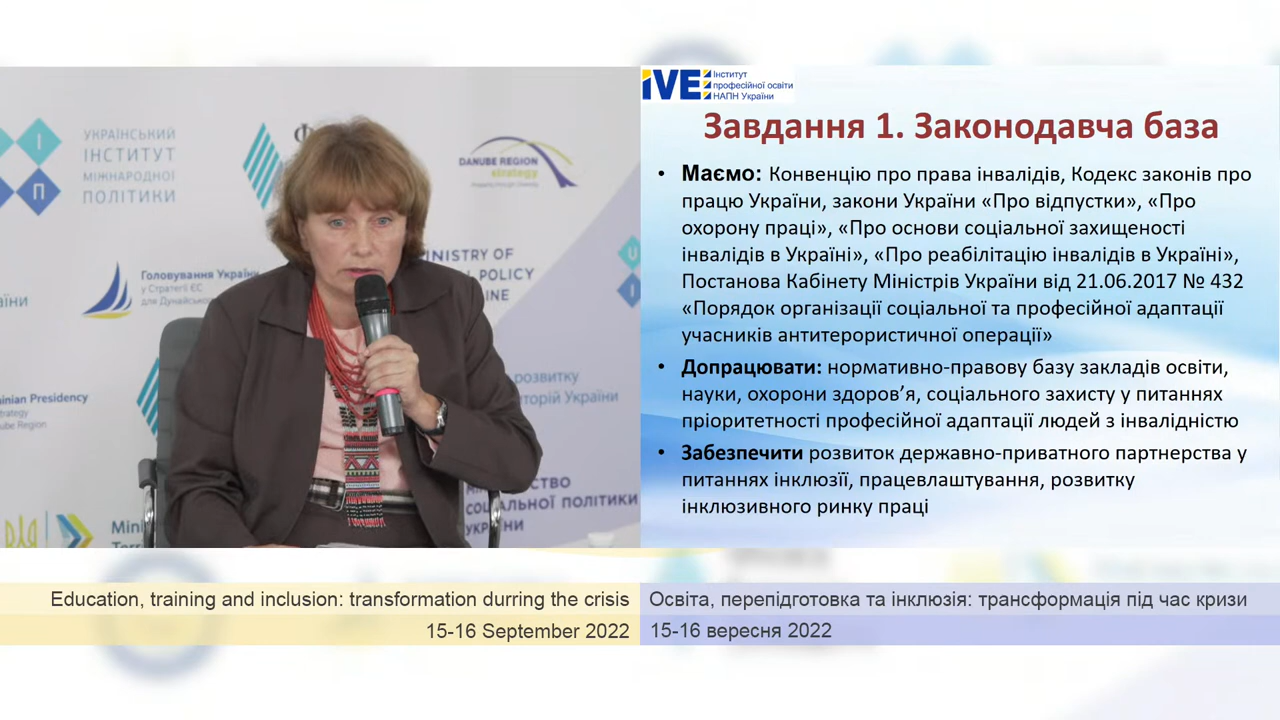 УКРАЇНСЬКИЙ
ІНСТИТУТ
МІЖНАРОДНОЇ
ПОЛІТИКИ
DANUBE REGION
strategy
MINISTRY OF
POLICY
Головування України
у Стратегії ЄС
для Дунайського
розвитку
України
Presidency
МІНІСТЕРСТВО
СОЦІАЛЬНОЇ ПОЛІТИКИ
УКРАЇНИ
IVE
Інститут
професійної освіти
НАПН України
Завдання 1. Законодавча база
• Маємо: Конвенцію про права інвалідів, Кодекс законів про
працю України, закони України «Про відпустки», «Про
охорону праці», «Про основи соціальної захищеності
інвалідів в Україні», «Про реабілітацію інвалідів в Україні»,
Постанова Кабінету Міністрів України від 21.06.2017 № 432
«Порядок організації соціальної та професійної адаптації
учасників антитерористичної операції»
• Допрацювати: нормативно-правову базу закладів освіти,
науки, охорони здоров’я, соціального захисту у питаннях
пріоритетності професійної адаптації людей з інвалідністю
• Забезпечити розвиток державно-приватного партнерства у
питаннях інклюзії, працевлаштування, розвитку
інклюзивного ринку праці
Education, training and inclusion: transformation durring the crisis
15-16 September 2022
Освіта, перепідготовка та інклюзія: трансформація під час кризи
15-16 вересня 2022